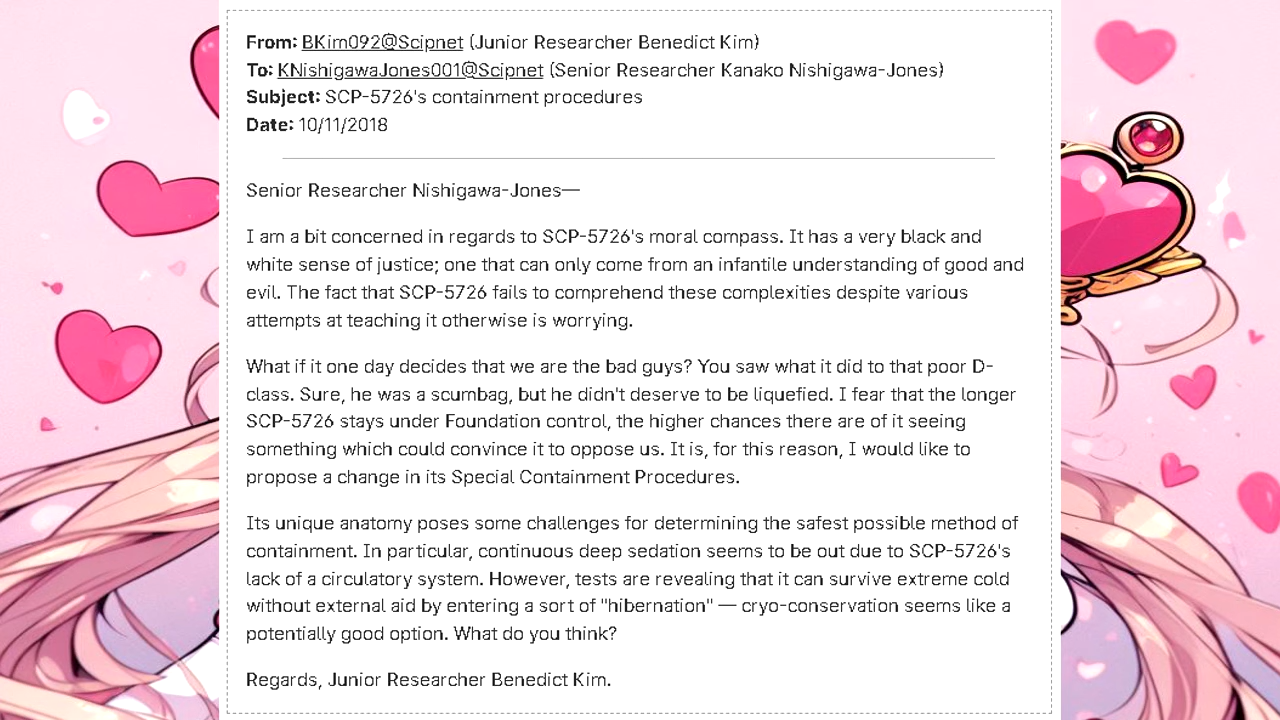 From: BKim092@Scipnet (Junior Researcher Benedict Kim)
To: KNishigawaJones001@Scipnet (Senior Researcher Kanako Nishigawa-Jones)
Subject: SCP-5726's containment procedures
Date: 10/11/2018
Senior Researcher Nishigawa-Jones—
I am a bit concerned in regards to SCP-5726's moral compass. It has a very black and
white sense of justice; one that can only come from an infantile understanding of good and
evil. The fact that SCP-5726 fails to comprehend these complexities despite various
attempts at teaching it otherwise is worrying.
What if it one day decides that we are the bad guys? You saw what it did to that poor D-
class. Sure, he was a scumbag, but he didn't deserve to be liquefied. I fear that the longer
SCP-5726 stays under Foundation control, the higher chances there are of it seeing
something which could convince it to oppose us. It is, for this reason, I would like to
propose a change in its Special Containment Procedures.
Its unique anatomy poses some challenges for determining the safest possible method of
containment. In particular, continuous deep sedation seems to be out due to SCP-5726's
lack of a circulatory system. However, tests are revealing that it can survive extreme cold
without external aid by entering a sort of "hibernation" — cryo-conservation seems like a
potentially good option. What do you think?
Regards, Junior Researcher Benedict Kim.